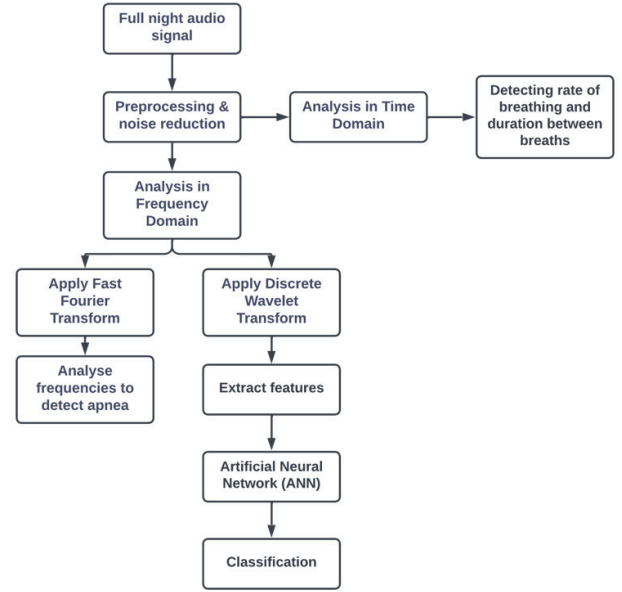 Full night audio
signal
Preprocessing &
noise reduction
Analysis in Time
Domain
Detecting rate of
breathing and
duration between
breaths
Analysis in
Frequency
Domain
Apply Fast
Fourier
Transform
Apply Discrete
Wavelet
Transform
Analyse
frequencies to
detect apnea
Extract features
Artificial Neural
Network (ANN)
Classification